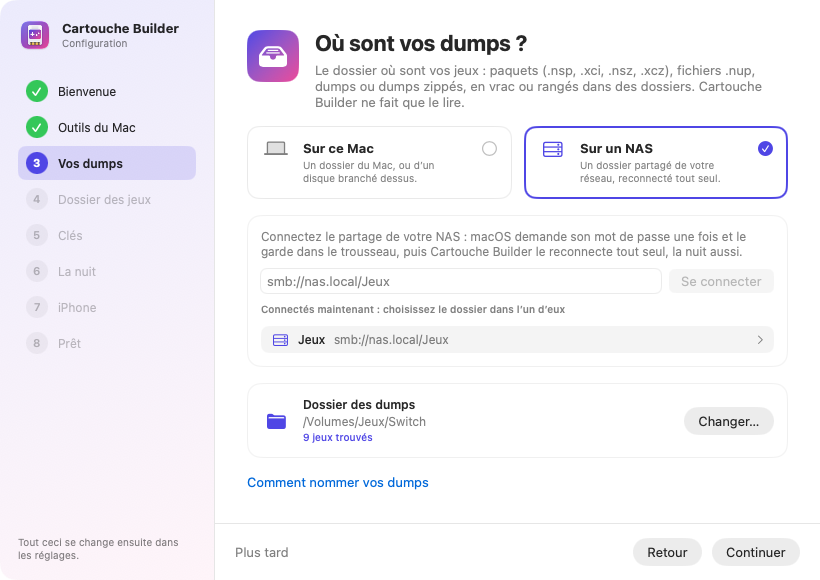 Cartouche Builder
Configuration
Bienvenue
Outils du Mac
3 Vos dumps
4 Dossier des jeux
5 Clés
6 La nuit
7 iPhone
8 Prêt
Tout ceci se change ensuite dans
les réglages.
Où sont vos dumps ?
Le dossier où sont vos jeux : paquets (.nsp, .xci, .nsz, .xcz), fichiers .nup,
dumps ou dumps zippés, en vrac ou rangés dans des dossiers. Cartouche
Builder ne fait que le lire.
Sur ce Mac
Un dossier du Mac, ou d’un
disque branché dessus.
Sur un NAS
Un dossier partagé de votre
réseau, reconnecté tout seul.
Connectez le partage de votre NAS : macOS demande son mot de passe une fois et le
garde dans le trousseau, puis Cartouche Builder le reconnecte tout seul, la nuit aussi.
smb://nas.local/Jeux
Se connecter
Connectés maintenant : choisissez le dossier dans l’un d’eux
Jeux smb://nas.local/Jeux
Dossier des dumps
/Volumes/Jeux/Switch
9 jeux trouvés
Changer…
Comment nommer vos dumps
Plus tard
Retour
Continuer